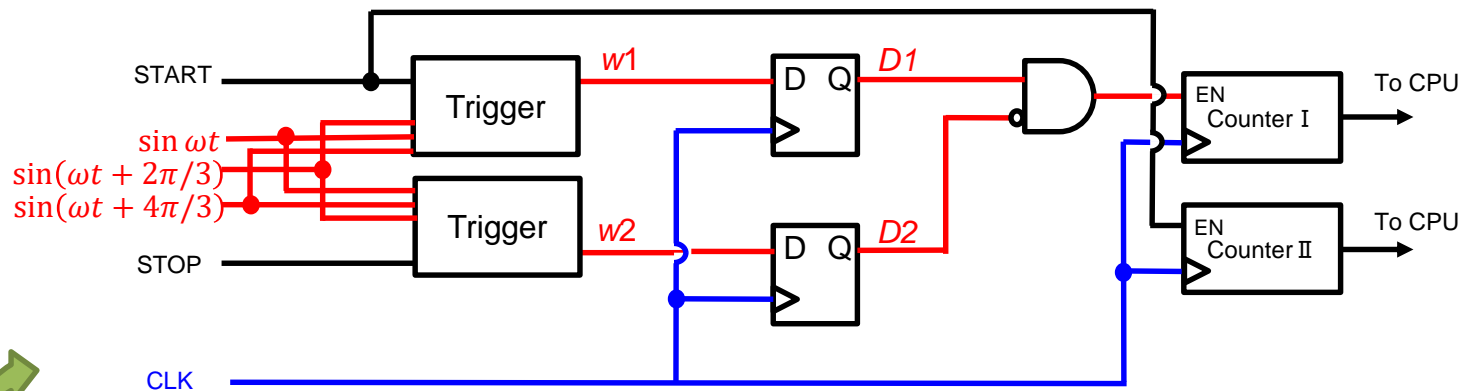 START
Trigger
w1
D Q
D1
EN
Counter I
To CPU
sin ωt
sin(ωt + 2π/3)
sin(ωt + 4π/3)
Trigger
w2
D Q
D2
EN
Counter II
To CPU
STOP
CLK